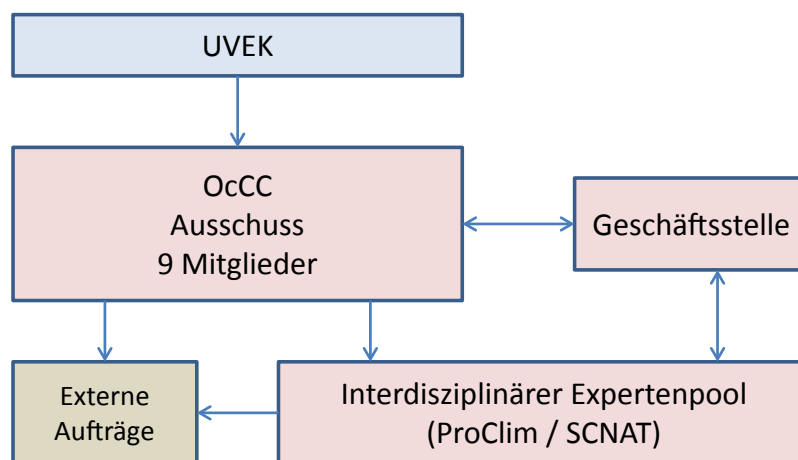 UVEK
OcCC
Ausschuss
9 Mitglieder
Geschäftsstelle
Externe
Aufträge
Interdisziplinärer Expertenpool
(ProClim / SCNAT)